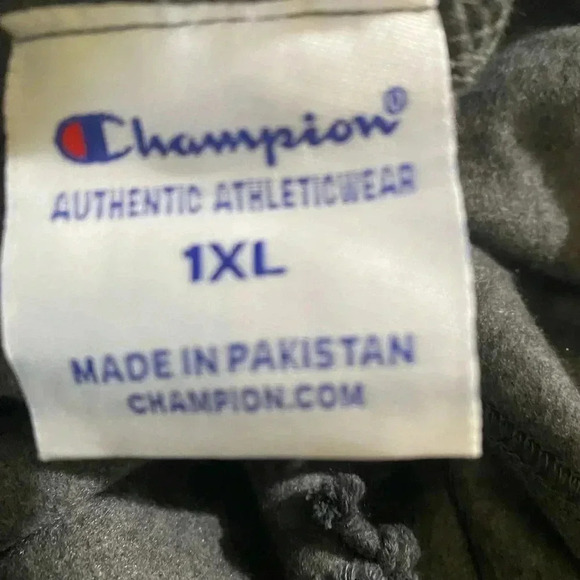 Champion®
AUTHENTIC ATHLETICWEAR
1XL
MADE IN PAKISTAN
CHAMPION.COM